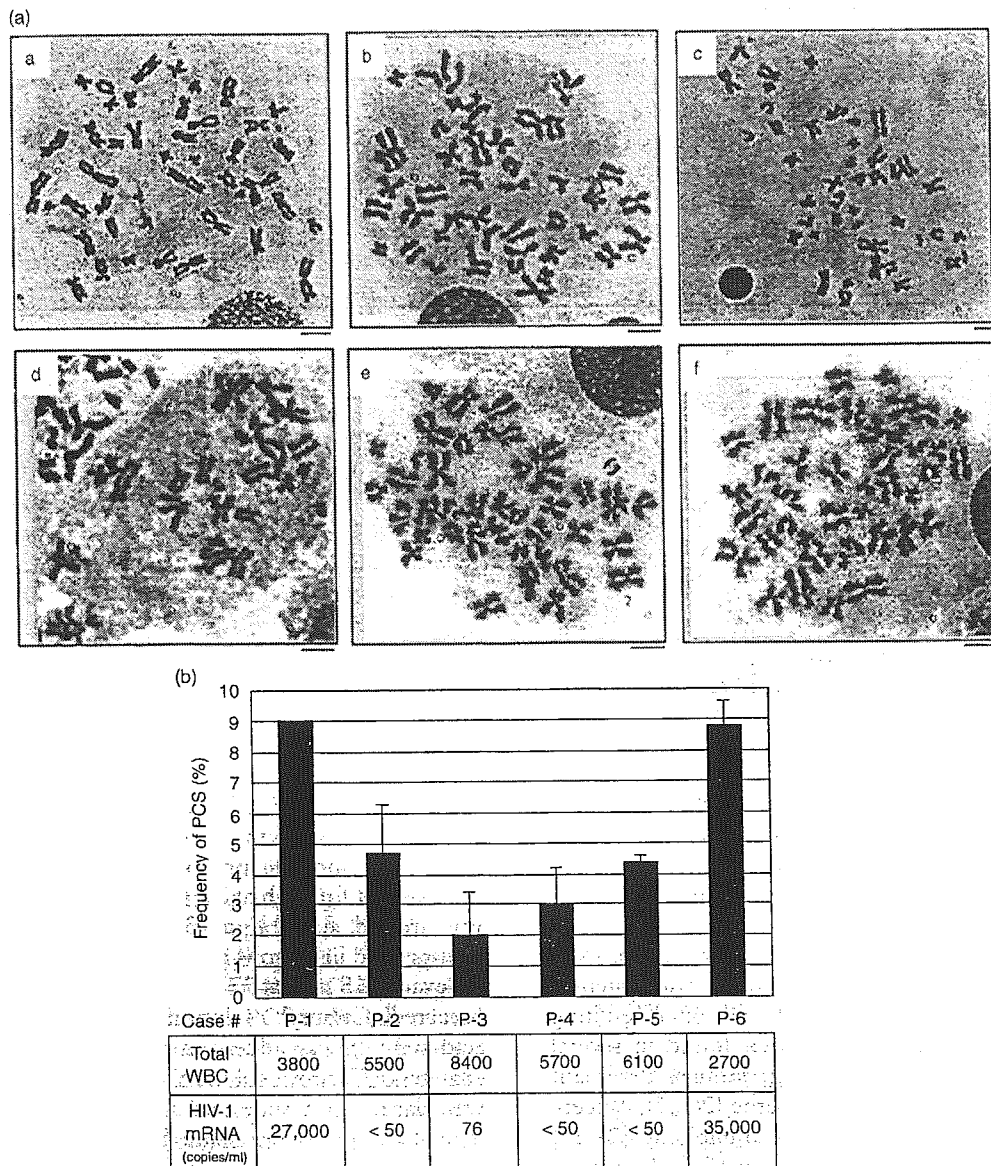 (a)
a
b
c
d
e
f
(b)
Frequency of PCS (%)
10
9
8
7
6
5
4
3
2
1
0
Case # P-1 P-2 P-3 P-4 P-5 P-6
Total WBC 3800 5500 8400 5700 6100 2700
HIV-1 mRNA (copies/ml) 27,000 < 50 76 < 50 < 50 35,000